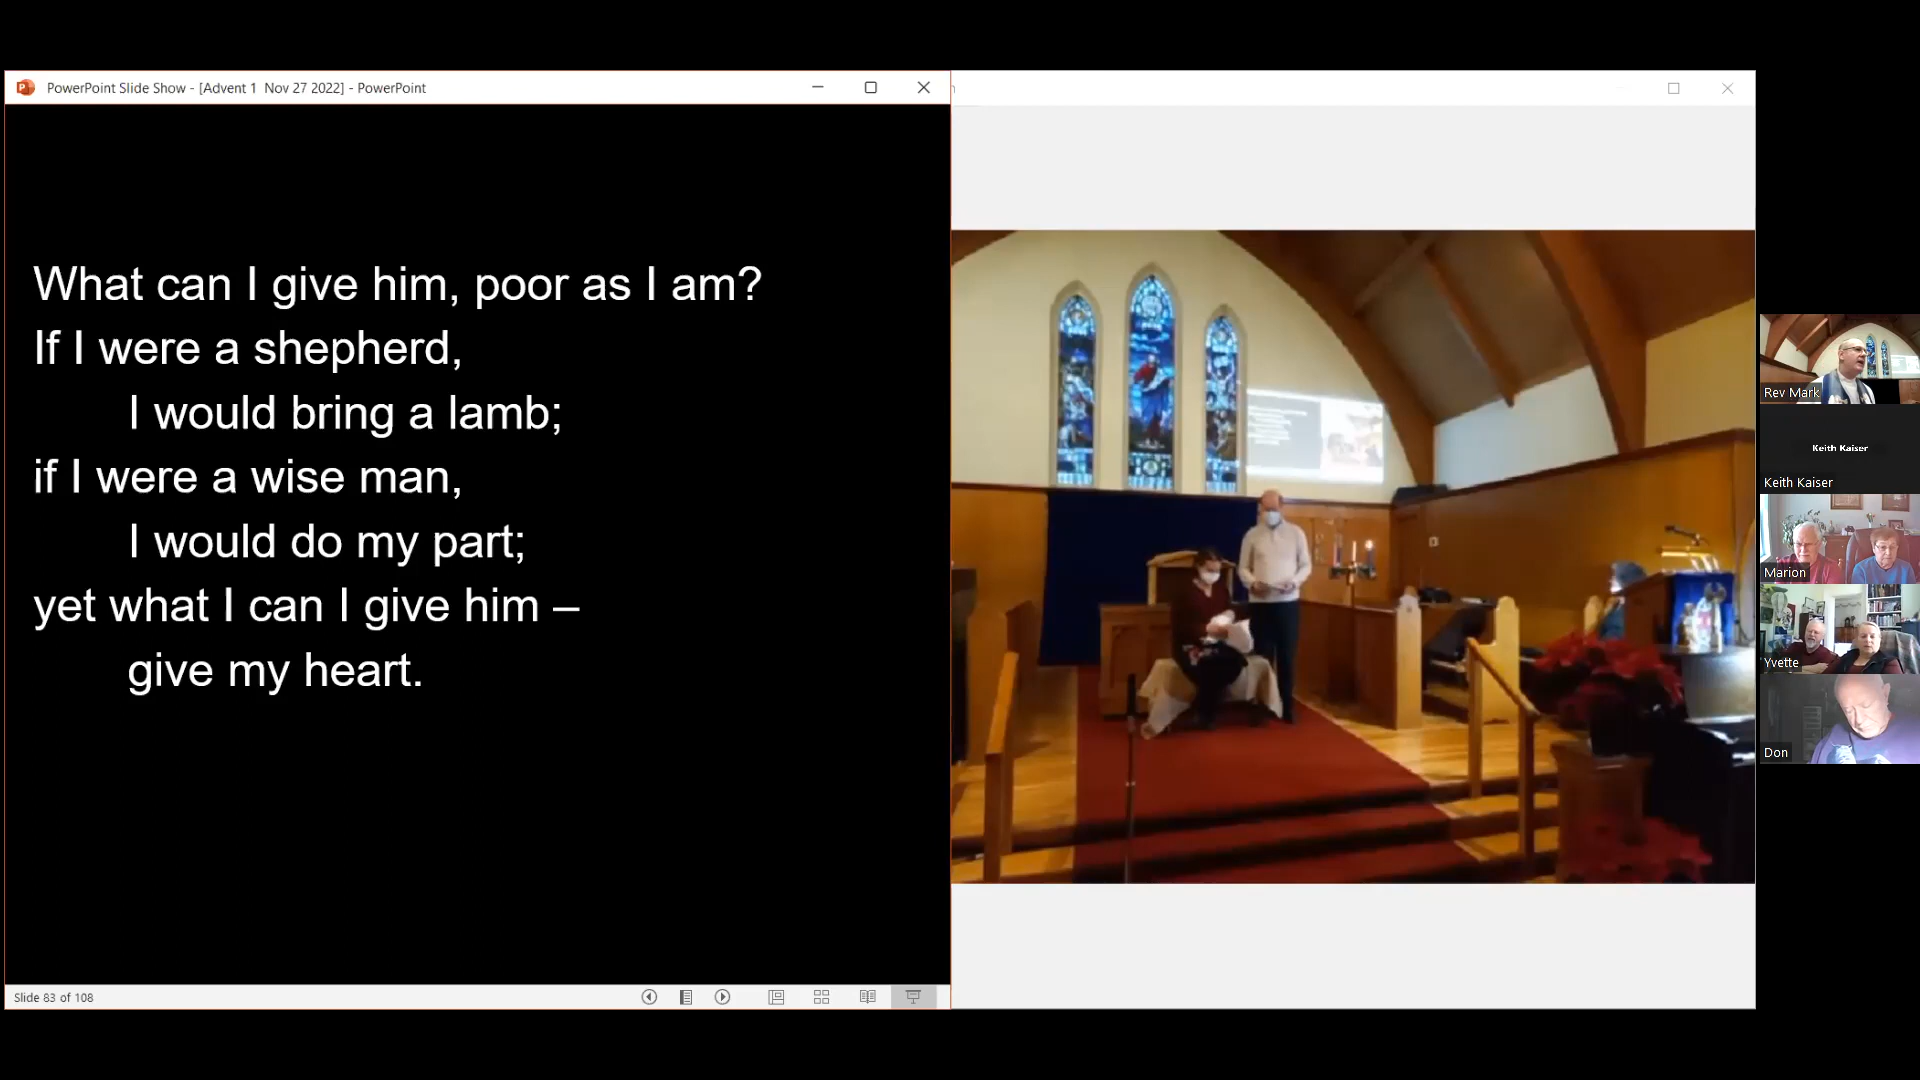 PowerPoint Slide Show - [Advent 1 Nov 27 2022] - PowerPoint
What can I give him, poor as I am?
If I were a shepherd,
I would bring a lamb;
if I were a wise man,
I would do my part;
yet what I can I give him –
give my heart.
Slide 83 of 108
Rev Mark
Keith Kaiser
Keith Kaiser
Marion
Yvette
Don